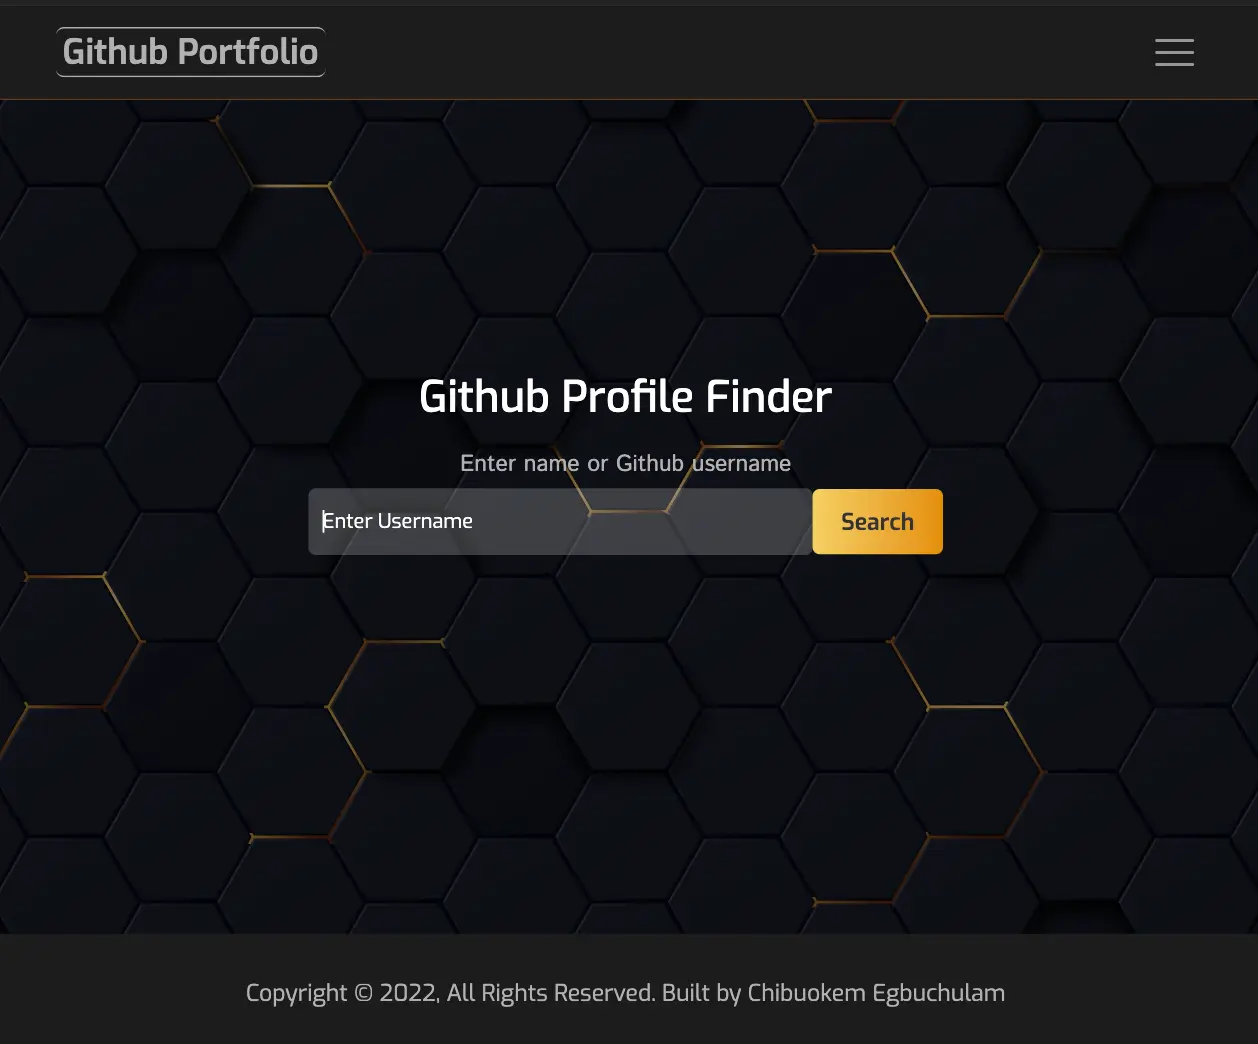 Github Portfolio
Github Profile Finder
Enter name or Github username
Enter Username
Search
Copyright © 2022, All Rights Reserved. Built by Chibuokem Egbuchulam